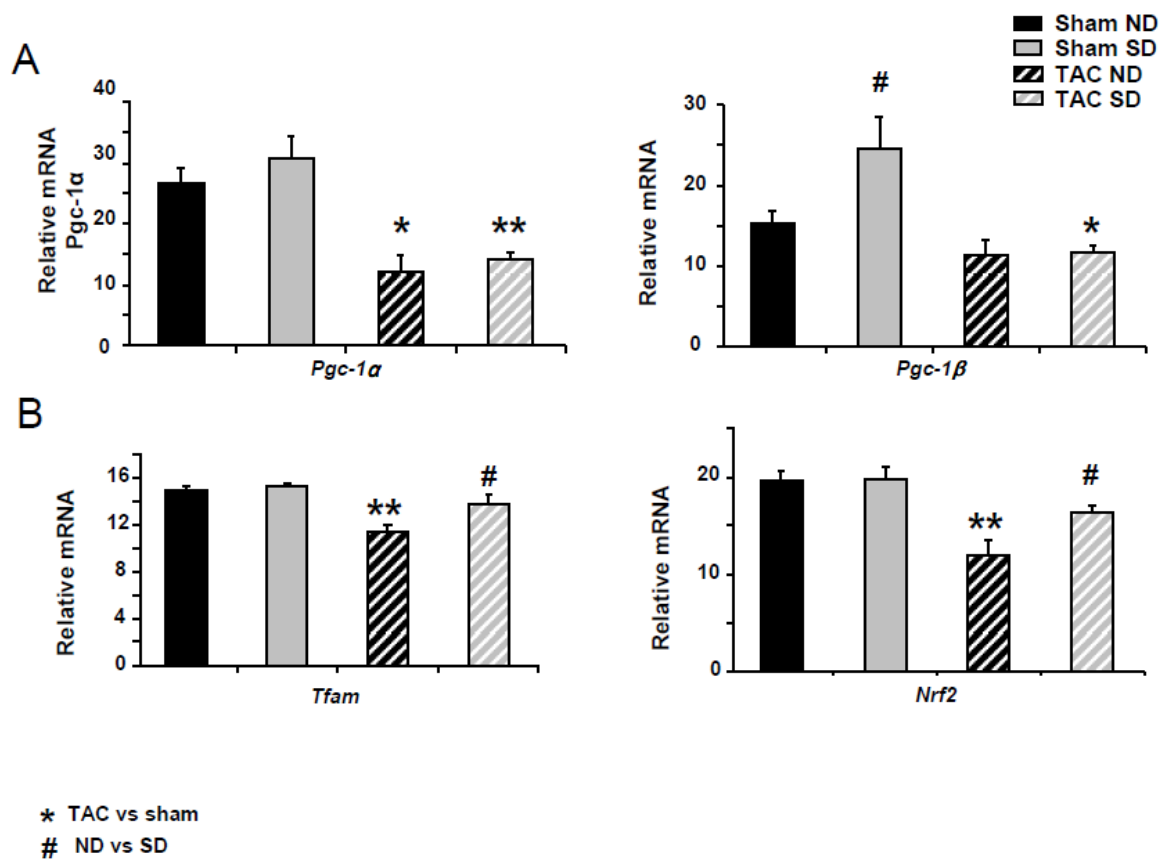 Sham ND
Sham SD
TAC ND
TAC SD
A
Relative mRNA
Pgc-1α
40
30
20
10
0
*
**
Pgc-1α
Relative mRNA
30
20
10
0
#
*
Pgc-1β
B
Relative mRNA
16
12
8
4
0
**
#
Tfam
Relative mRNA
20
10
0
**
#
Nrf2
* TAC vs sham
# ND vs SD